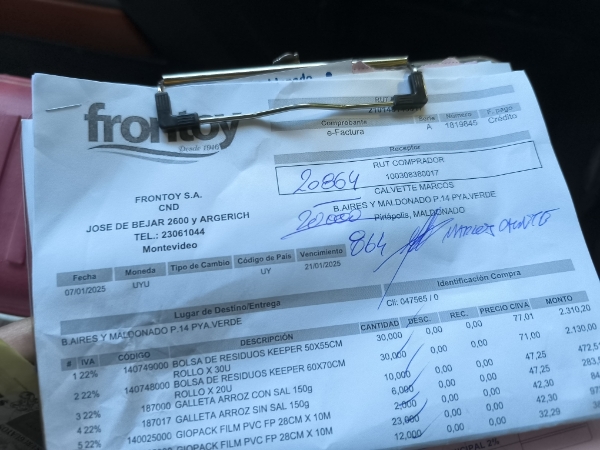 frontoy
Desde 1940
FRONTOY S.A.
CND
JOSE DE BEJAR 2600 y ARGERICH
TEL.: 23061044
Montevideo
RUT
Comprobante Serie Número F. pago
e-Factura A 1819845 Crédito
Receptor
RUT COMPRADOR
100308380017
20864
CALVETTE MARCOS
B.AIRES Y MALDONADO P.14 PYA.VERDE
Piriápolis, MALDONADO
864
Fecha Moneda Tipo de Cambio Código de País Vencimiento
07/01/2025 UYU UY 21/01/2025
Lugar de Destino/Entrega
Identificación Compra
B.AIRES Y MALDONADO P.14 PYA.VERDE
Cli: 047565 / 0
# IVA CÓDIGO DESCRIPCIÓN CANTIDAD DESC. REC. PRECIO C/IVA MONTO
1 22% 140749000 BOLSA DE RESIDUOS KEEPER 50X55CM 30,000 0,00 0,00 77,01 2.310,20
ROLLO X 30U
2 22% 140748000 BOLSA DE RESIDUOS KEEPER 60X70CM 30,000 0,00 0,00 71,00 2.130,00
ROLLO X 20U
3 22% 187000 GALLETA ARROZ CON SAL 150g 10,000 0,00 0,00 47,25 472,5
4 22% 187017 GALLETA ARROZ SIN SAL 150g 6,000 0,00 0,00 47,25 283,5
5 22% 140025000 GIOPACK FILM PVC FP 28CM X 10M 2,000 0,00 0,00 42,30 84
GIOPACK FILM PVC FP 28CM X 10M 23,000 0,00 0,00 42,30
12,000 0,00 0,00 32,29